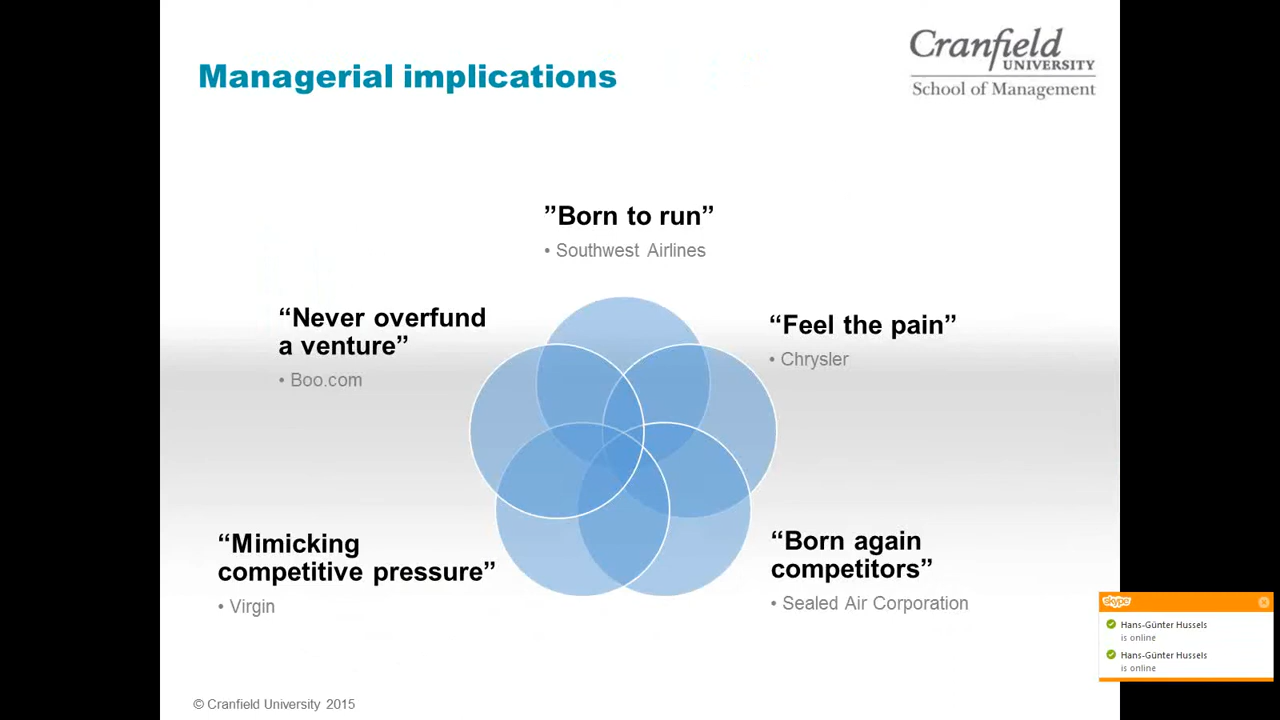 Managerial implications
Cranfield
UNIVERSITY
School of Management
”Born to run”
• Southwest Airlines
“Never overfund
a venture”
• Boo.com
“Feel the pain”
• Chrysler
“Mimicking
competitive pressure”
• Virgin
“Born again
competitors”
• Sealed Air Corporation
skype
Hans-Günter Hussels
is online
Hans-Günter Hussels
is online
© Cranfield University 2015